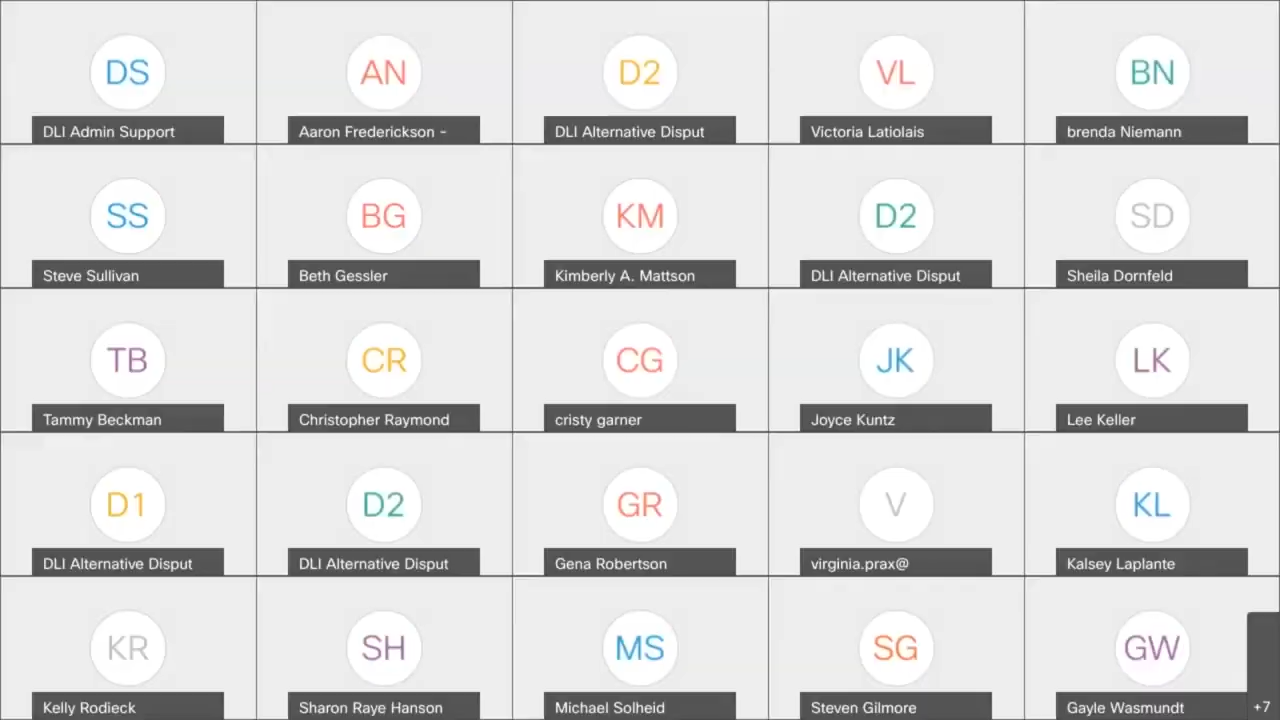 DS
AN
D2
VL
BN
DLI Admin Support
Aaron Frederickson -
DLI Alternative Disput
Victoria Latiolais
brenda Niemann
SS
BG
KM
D2
SD
Steve Sullivan
Beth Gessler
Kimberly A. Mattson
DLI Alternative Disput
Sheila Dornfeld
TB
CR
CG
JK
LK
Tammy Beckman
Christopher Raymond
cristy garner
Joyce Kuntz
Lee Keller
D1
D2
GR
V
KL
DLI Alternative Disput
DLI Alternative Disput
Gena Robertson
virginia.prax@
Kalsey Laplante
KR
SH
MS
SG
GW
Kelly Rodieck
Sharon Raye Hanson
Michael Solheid
Steven Gilmore
Gayle Wasmundt
+7